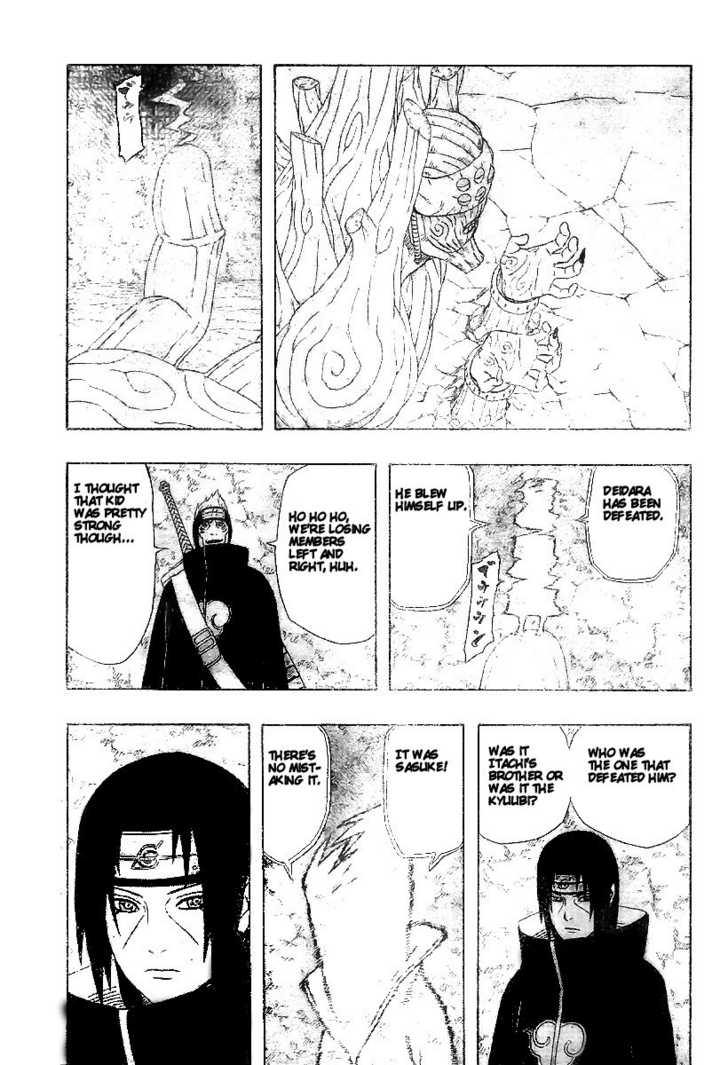 DEIDARA
HAS BEEN
DEFEATED.
HE BLEW
HIMSELF UP.
HO HO HO,
WE'RE LOSING
MEMBERS
LEFT AND
RIGHT, HUH.
I THOUGHT
THAT KID
WAS PRETTY
STRONG
THOUGH...
WHO WAS
THE ONE THAT
DEFEATED HIM?
WAS IT
ITACHI'S
BROTHER OR
WAS IT THE
KYUUBI?
IT WAS
SASUKE!
THERE'S
NO MIST-
AKING IT.